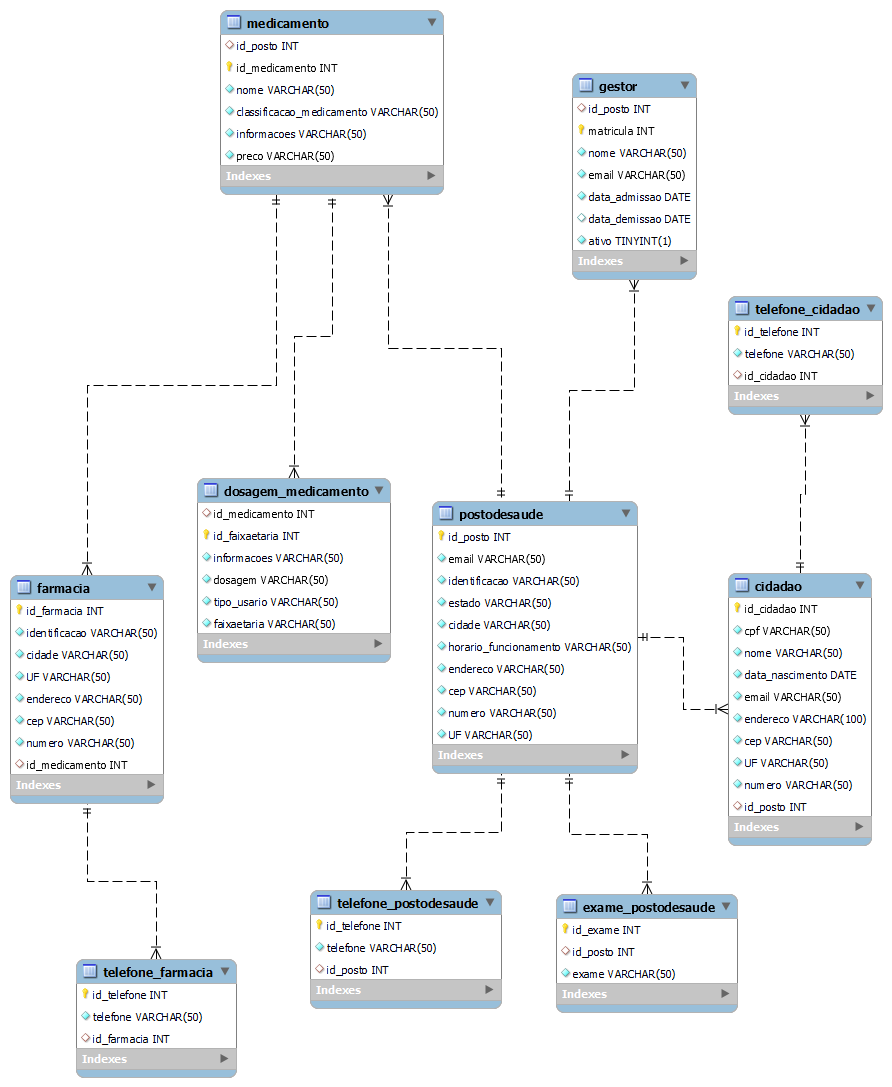 medicamento
id_posto INT
id_medicamento INT
nome VARCHAR(50)
classificacao_medicamento VARCHAR(50)
informacoes VARCHAR(50)
preco VARCHAR(50)
Indexes
gestor
id_posto INT
matricula INT
nome VARCHAR(50)
email VARCHAR(50)
data_admissao DATE
data_demissao DATE
ativo TINYINT(1)
Indexes
telefone_cidadao
id_telefone INT
telefone VARCHAR(50)
id_cidadao INT
Indexes
dosagem_medicamento
id_medicamento INT
id_faixaetaria INT
informacoes VARCHAR(50)
dosagem VARCHAR(50)
tipo_usario VARCHAR(50)
faixaetaria VARCHAR(50)
Indexes
postodesaude
id_posto INT
email VARCHAR(50)
identificacao VARCHAR(50)
estado VARCHAR(50)
cidade VARCHAR(50)
horario_funcionamento VARCHAR(50)
endereco VARCHAR(50)
cep VARCHAR(50)
numero VARCHAR(50)
UF VARCHAR(50)
Indexes
farmacia
id_farmacia INT
identificacao VARCHAR(50)
cidade VARCHAR(50)
UF VARCHAR(50)
endereco VARCHAR(50)
cep VARCHAR(50)
numero VARCHAR(50)
id_medicamento INT
Indexes
cidadao
id_cidadao INT
cpf VARCHAR(50)
nome VARCHAR(50)
data_nascimento DATE
email VARCHAR(50)
endereco VARCHAR(100)
cep VARCHAR(50)
UF VARCHAR(50)
numero VARCHAR(50)
id_posto INT
Indexes
telefone_postodesaude
id_telefone INT
telefone VARCHAR(50)
id_posto INT
Indexes
exame_postodesaude
id_exame INT
id_posto INT
exame VARCHAR(50)
Indexes
telefone_farmacia
id_telefone INT
telefone VARCHAR(50)
id_farmacia INT
Indexes